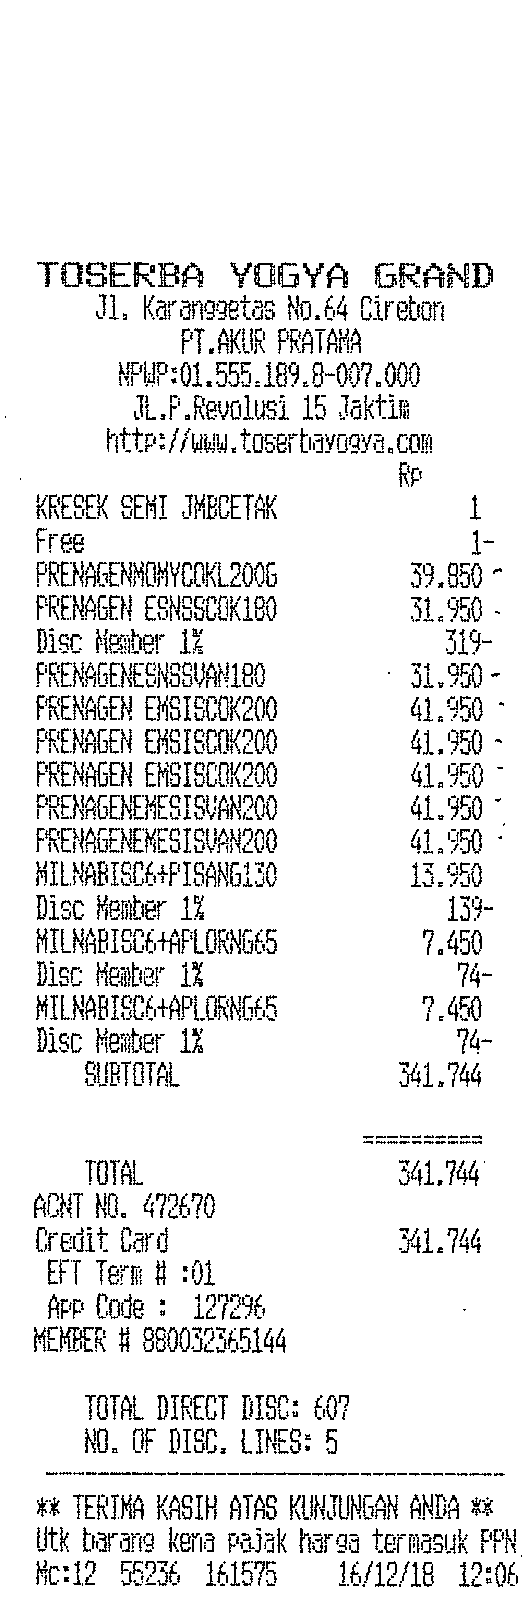 TOSERBA YOGYA GRAND
Jl. Karanggetas No.64 Cirebon
PT.AKUR PRATAMA
NPWP:01.555.189.8-007.000
JL.P.Revolusi 15 Jaktim
http://www.toserbayogya.com
Rp
KRESEK SEMI JMBCETAK 1
Free 1-
PRENAGENMOMYCOKL200G 39.850
PRENAGEN ESNSSCOK180 31.950
Disc Member 1% 319-
PRENAGENESNSSVAN180 31.950
PRENAGEN EMSISCOK200 41.950
PRENAGEN EMSISCOK200 41.950
PRENAGEN EMSISCOK200 41.950
PRENAGENEMESISVAN200 41.950
PRENAGENEMESISVAN200 41.950
MILNABISC6+PISANG130 13.950
Disc Member 1% 139-
MILNABISC6+APLORNG65 7.450
Disc Member 1% 74-
MILNABISC6+APLORNG65 7.450
Disc Member 1% 74-
SUBTOTAL 341.744
==========
TOTAL 341.744
ACNT NO. 472670
Credit Card 341.744
EFT Term # :01
App Code : 127296
MEMBER # 880032365144
TOTAL DIRECT DISC: 607
NO. OF DISC. LINES: 5
** TERIMA KASIH ATAS KUNJUNGAN ANDA **
Utk barang kena pajak harga termasuk PPN
Mc:12 55236 161575 16/12/18 12:06